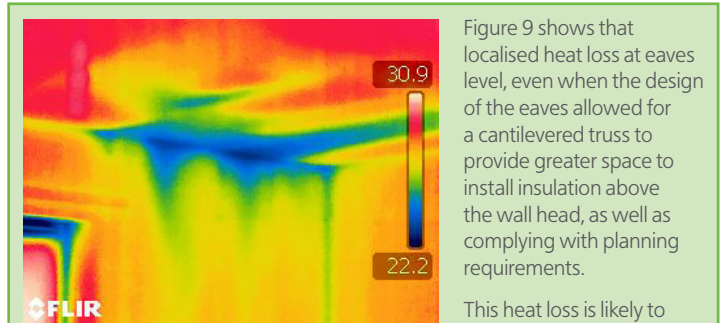 30.9
22.2
FLIR
Figure 9 shows that
localised heat loss at eaves
level, even when the design
of the eaves allowed for
a cantilevered truss to
provide greater space to
install insulation above
the wall head, as well as
complying with planning
requirements.
This heat loss is likely to